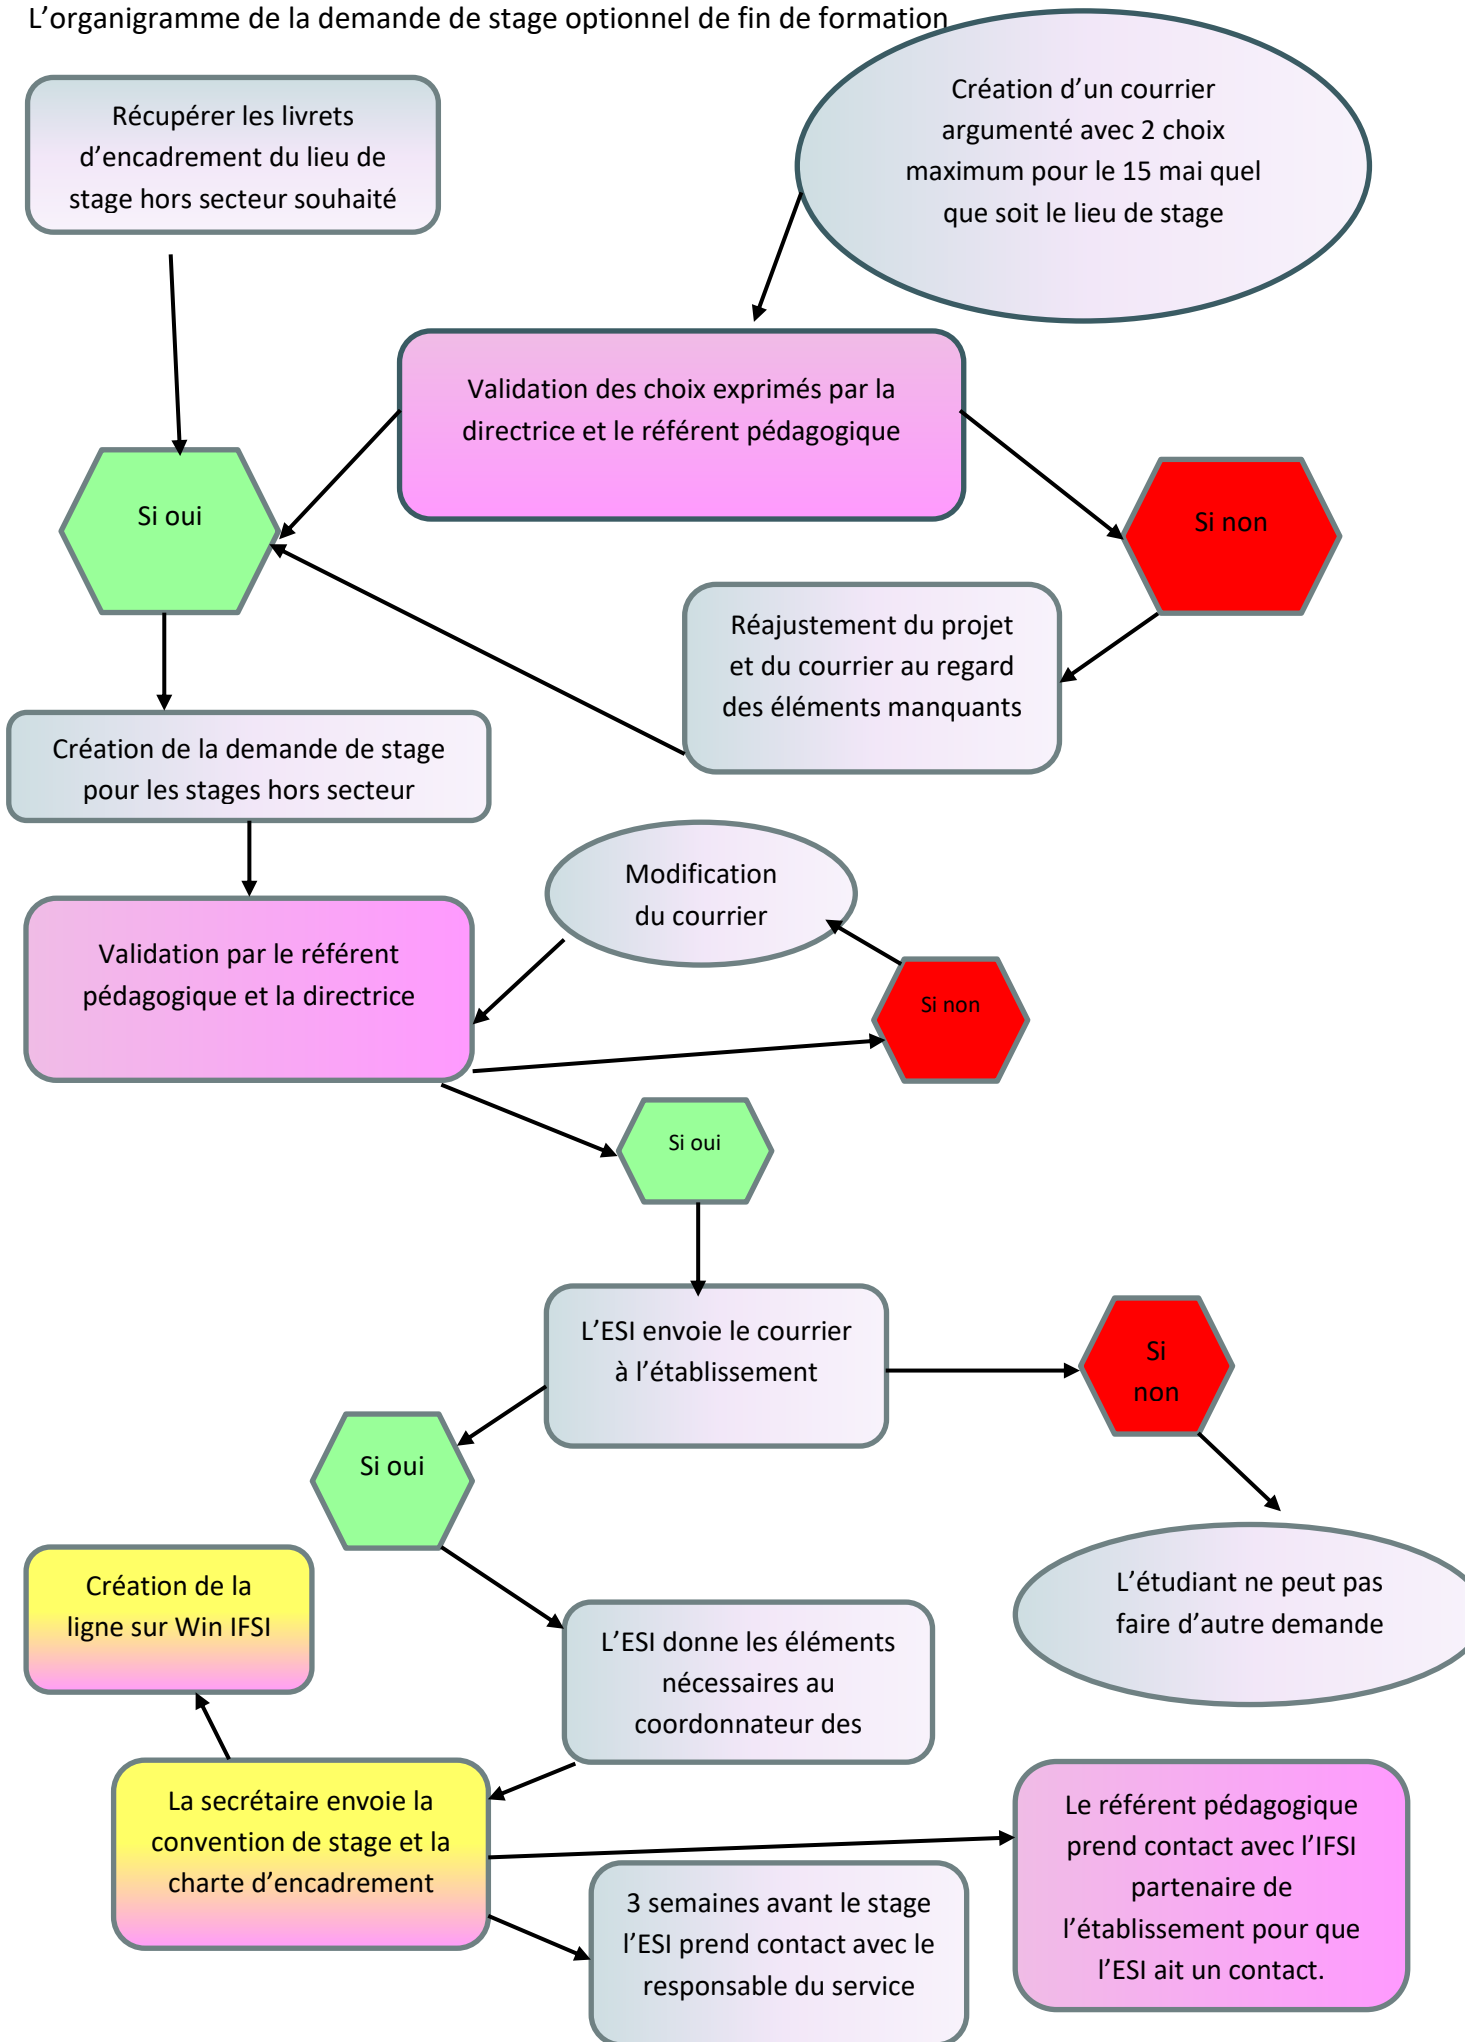 L’organigramme de la demande de stage optionnel de fin de formation
Récupérer les livrets
d’encadrement du lieu de
stage hors secteur souhaité
Création d’un courrier
argumenté avec 2 choix
maximum pour le 15 mai quel
que soit le lieu de stage
Validation des choix exprimés par la
directrice et le référent pédagogique
Si oui
Si non
Réajustement du projet
et du courrier au regard
des éléments manquants
Création de la demande de stage
pour les stages hors secteur
Modification
du courrier
Validation par le référent
pédagogique et la directrice
Si non
Si oui
L’ESI envoie le courrier
à l’établissement
Si
non
Si oui
L’étudiant ne peut pas
faire d’autre demande
Création de la
ligne sur Win IFSI
L’ESI donne les éléments
nécessaires au
coordonnateur des
La secrétaire envoie la
convention de stage et la
charte d’encadrement
Le référent pédagogique
prend contact avec l’IFSI
partenaire de
l’établissement pour que
l’ESI ait un contact.
3 semaines avant le stage
l’ESI prend contact avec le
responsable du service